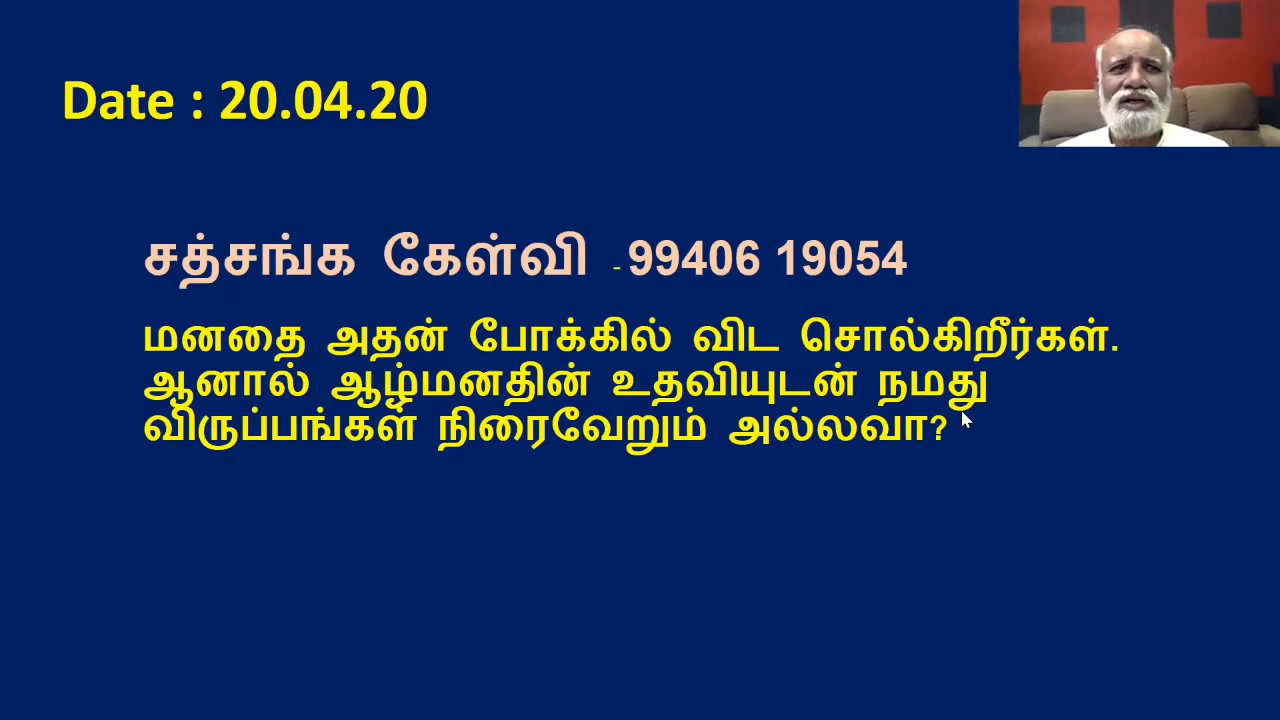 Date : 20.04.20
சத்சங்க கேள்வி - 99406 19054
மனதை அதன் போக்கில் விட சொல்கிறீர்கள்.
ஆனால் ஆழ்மனதின் உதவியுடன் நமது
விருப்பங்கள் நிரைவேறும் அல்லவா?